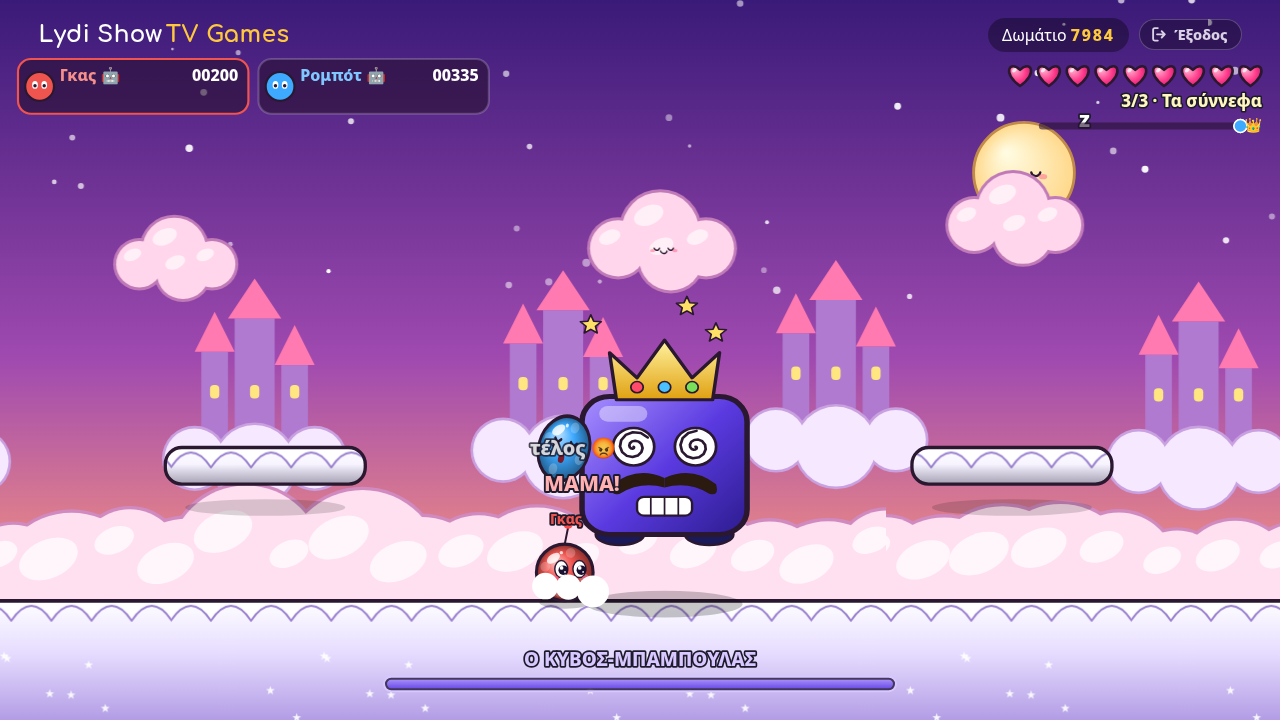 Lydi Show TV Games
Δωμάτιο 7984
Έξοδος
Γκας 00200
Ρομπότ 00335
3/3 · Τα σύννεφα
z
τέλος
ΜΑΜΑ!
Γκας
Ο ΚΥΒΟΣ-ΜΠΑΜΠΟΥΛΑΣ